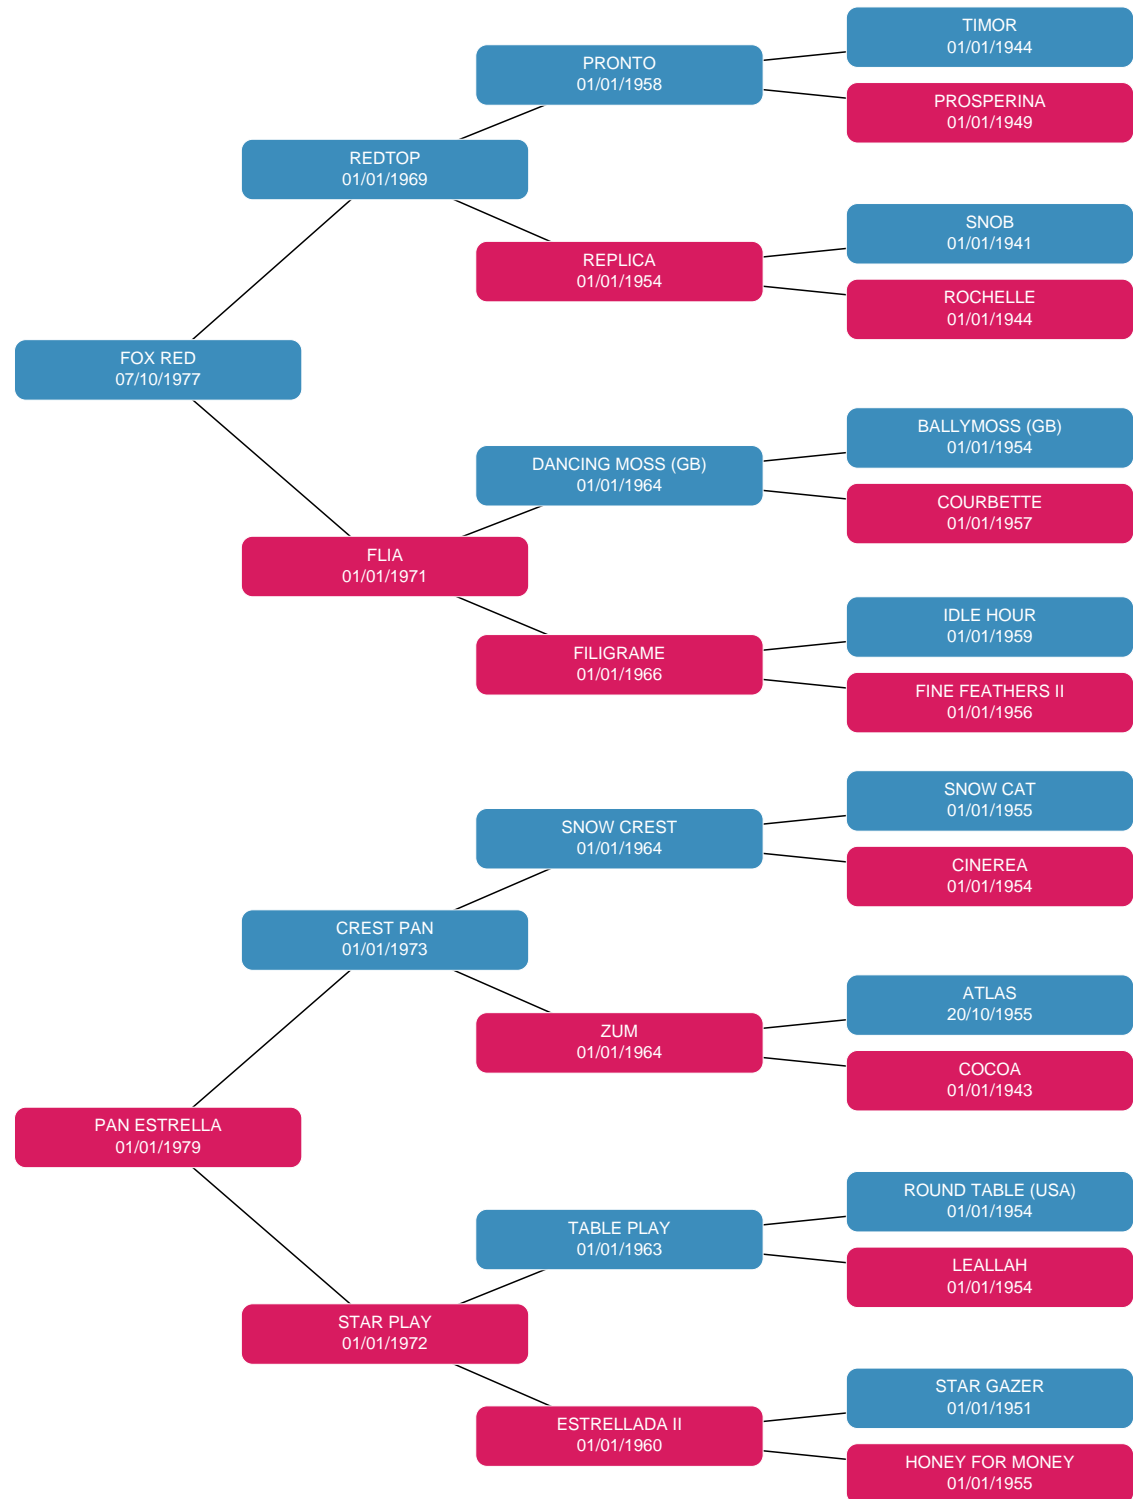 TIMOR
01/01/1944
PRONTO
01/01/1958
PROSPERINA
01/01/1949
REDTOP
01/01/1969
SNOB
01/01/1941
REPLICA
01/01/1954
ROCHELLE
01/01/1944
FOX RED
07/10/1977
BALLYMOSS (GB)
01/01/1954
DANCING MOSS (GB)
01/01/1964
COURBETTE
01/01/1957
FLIA
01/01/1971
IDLE HOUR
01/01/1959
FILIGRAME
01/01/1966
FINE FEATHERS II
01/01/1956
SNOW CAT
01/01/1955
SNOW CREST
01/01/1964
CINEREA
01/01/1954
CREST PAN
01/01/1973
ATLAS
20/10/1955
ZUM
01/01/1964
COCOA
01/01/1943
PAN ESTRELLA
01/01/1979
ROUND TABLE (USA)
01/01/1954
TABLE PLAY
01/01/1963
LEALLAH
01/01/1954
STAR PLAY
01/01/1972
STAR GAZER
01/01/1951
ESTRELLADA II
01/01/1960
HONEY FOR MONEY
01/01/1955